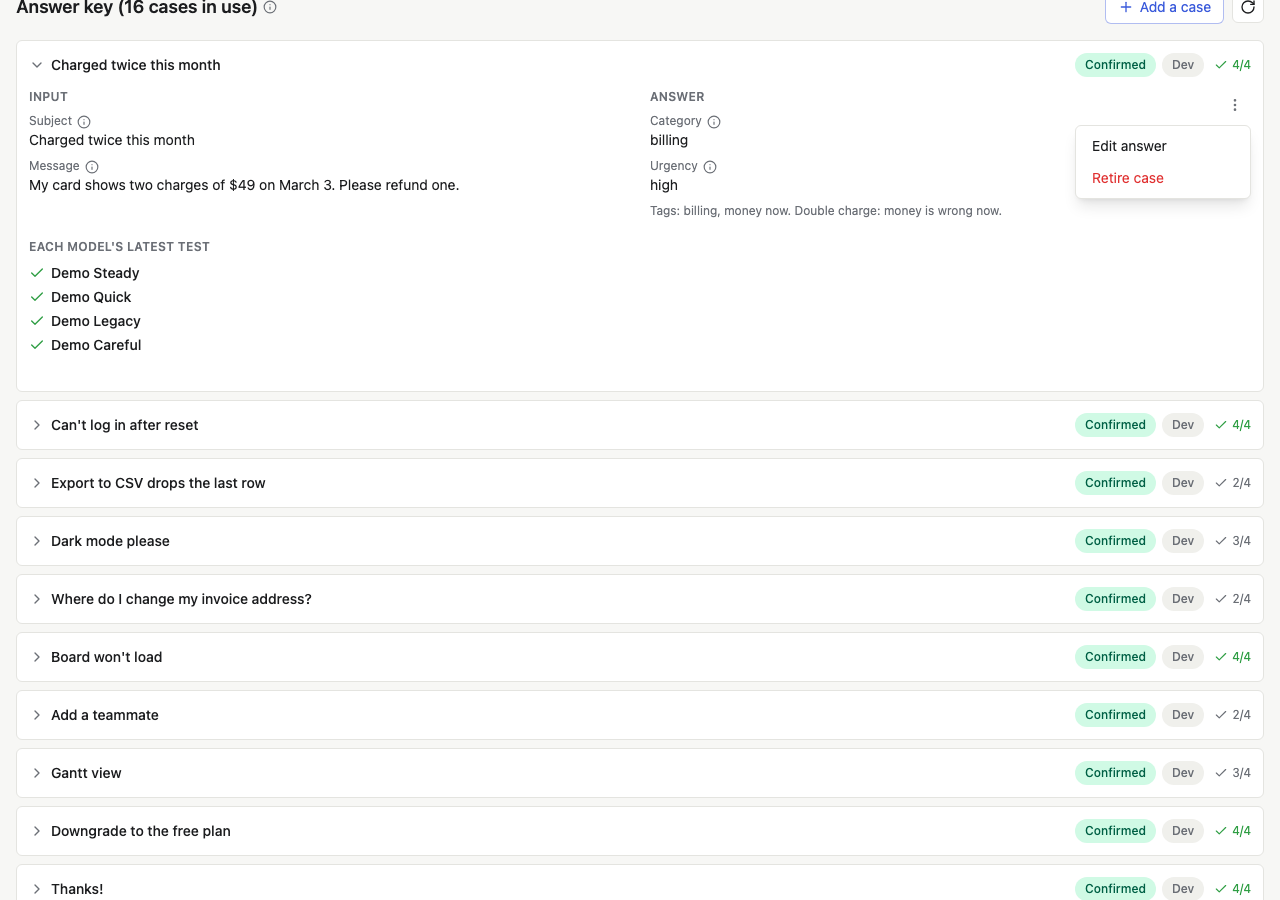 Answer key (16 cases in use)
Add a case
Charged twice this month
Confirmed
Dev
4/4
INPUT
Subject
Charged twice this month
Message
My card shows two charges of $49 on March 3. Please refund one.
ANSWER
Category
billing
Urgency
high
Tags: billing, money now. Double charge: money is wrong now.
Edit answer
Retire case
EACH MODEL'S LATEST TEST
Demo Steady
Demo Quick
Demo Legacy
Demo Careful
Can't log in after reset
Confirmed
Dev
4/4
Export to CSV drops the last row
Confirmed
Dev
2/4
Dark mode please
Confirmed
Dev
3/4
Where do I change my invoice address?
Confirmed
Dev
2/4
Board won't load
Confirmed
Dev
4/4
Add a teammate
Confirmed
Dev
2/4
Gantt view
Confirmed
Dev
3/4
Downgrade to the free plan
Confirmed
Dev
4/4
Thanks!
Confirmed
Dev
4/4